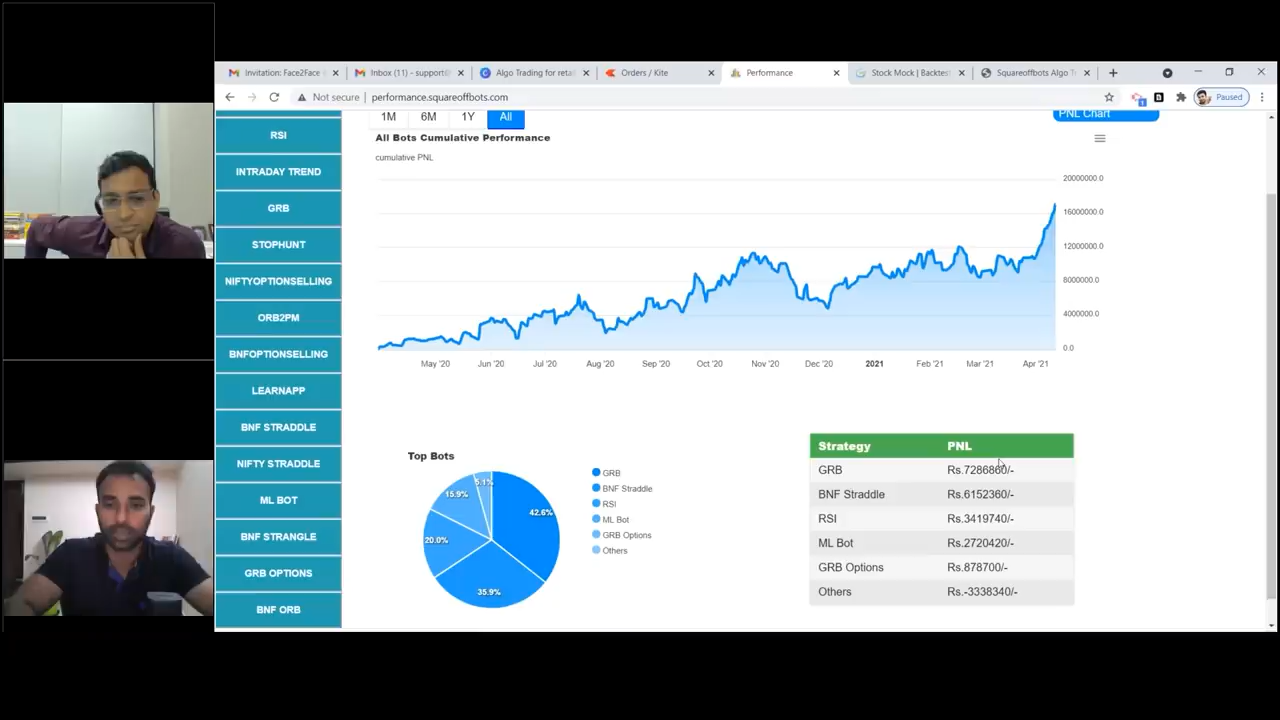 Invitation: Face2Face
Inbox (11) - support@
Algo Trading for retai
Orders / Kite
Performance
Stock Mock | Backtest
Squareoffbots Algo T
Not secure | performance.squareoffbots.com
Paused
1M 6M 1Y All
PNL Chart
All Bots Cumulative Performance
cumulative PNL
RSI
INTRADAY TREND
GRB
STOPHUNT
NIFTYOPTIONSELLING
ORB2PM
BNFOPTIONSELLING
LEARNAPP
BNF STRADDLE
NIFTY STRADDLE
ML BOT
BNF STRANGLE
GRB OPTIONS
BNF ORB
20000000.0
16000000.0
12000000.0
8000000.0
4000000.0
0.0
May '20 Jun '20 Jul '20 Aug '20 Sep '20 Oct '20 Nov '20 Dec '20 2021 Feb '21 Mar '21 Apr '21
Top Bots
42.6%
35.9%
20.0%
15.9%
5.1%
GRB
BNF Straddle
RSI
ML Bot
GRB Options
Others
Strategy PNL
GRB Rs.7286860/-
BNF Straddle Rs.6152360/-
RSI Rs.3419740/-
ML Bot Rs.2720420/-
GRB Options Rs.878700/-
Others Rs.-3338340/-